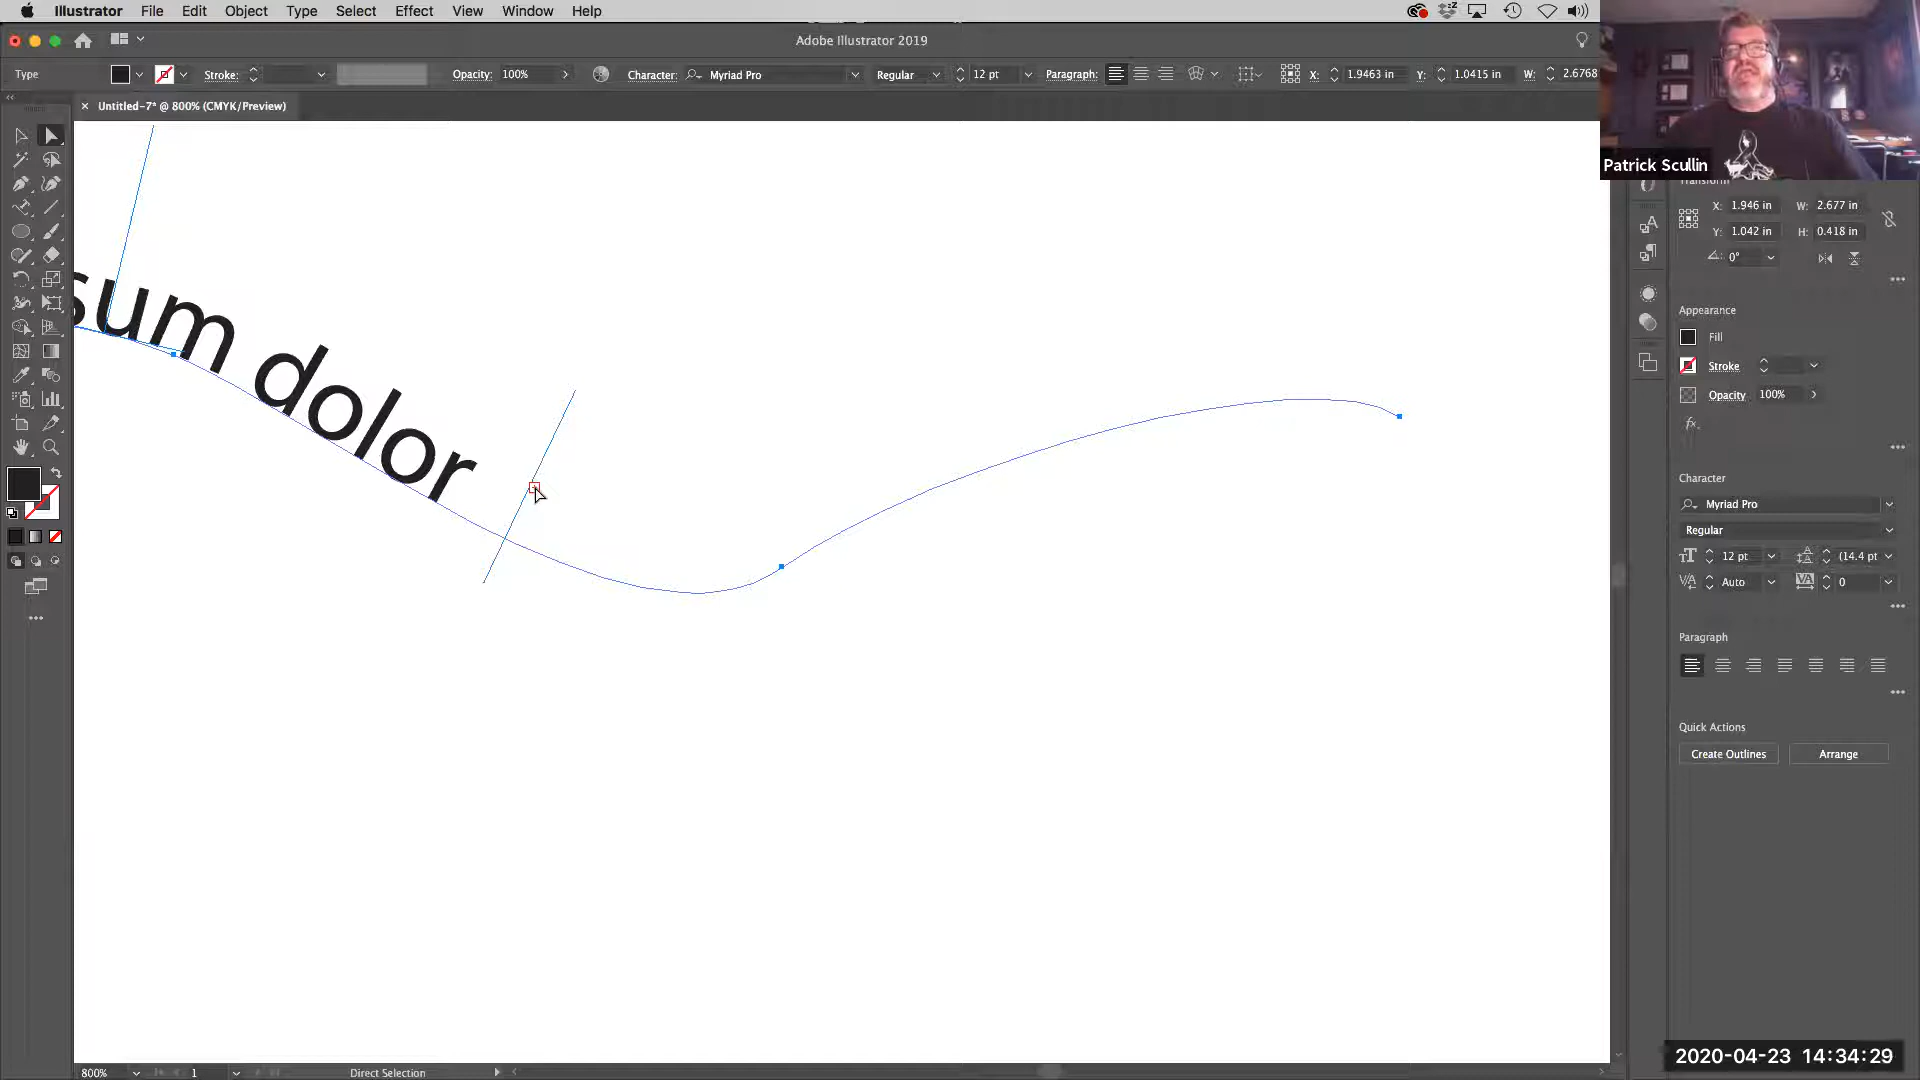 Illustrator File Edit Object Type Select Effect View Window Help
Adobe Illustrator 2019
Type Stroke: Opacity: 100% Character: Myriad Pro Regular 12 pt Paragraph: X: 1.9463 in Y: 1.0415 in W: 2.6768
Untitled-7* @ 800% (CMYK/Preview)
Patrick Scullin
Transform
X: 1.946 in W: 2.677 in
Y: 1.042 in H: 0.418 in
0°
sum dolor
Appearance
Fill
Stroke
Opacity 100%
fx
Character
Myriad Pro
Regular
12 pt (14.4 pt
Auto 0
Paragraph
Quick Actions
Create Outlines Arrange
800% 1 Direct Selection
2020-04-23 14:34:29